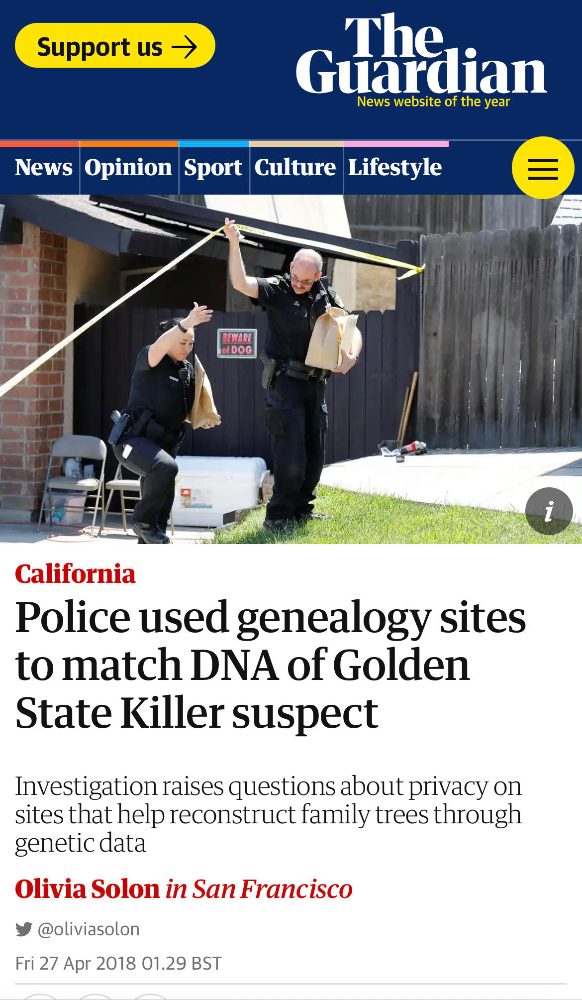 Support us
The
Guardian
News website of the year
News Opinion Sport Culture Lifestyle
BEWARE
of DOG
i
California
Police used genealogy sites
to match DNA of Golden
State Killer suspect
Investigation raises questions about privacy on
sites that help reconstruct family trees through
genetic data
Olivia Solon in San Francisco
@oliviasolon
Fri 27 Apr 2018 01.29 BST